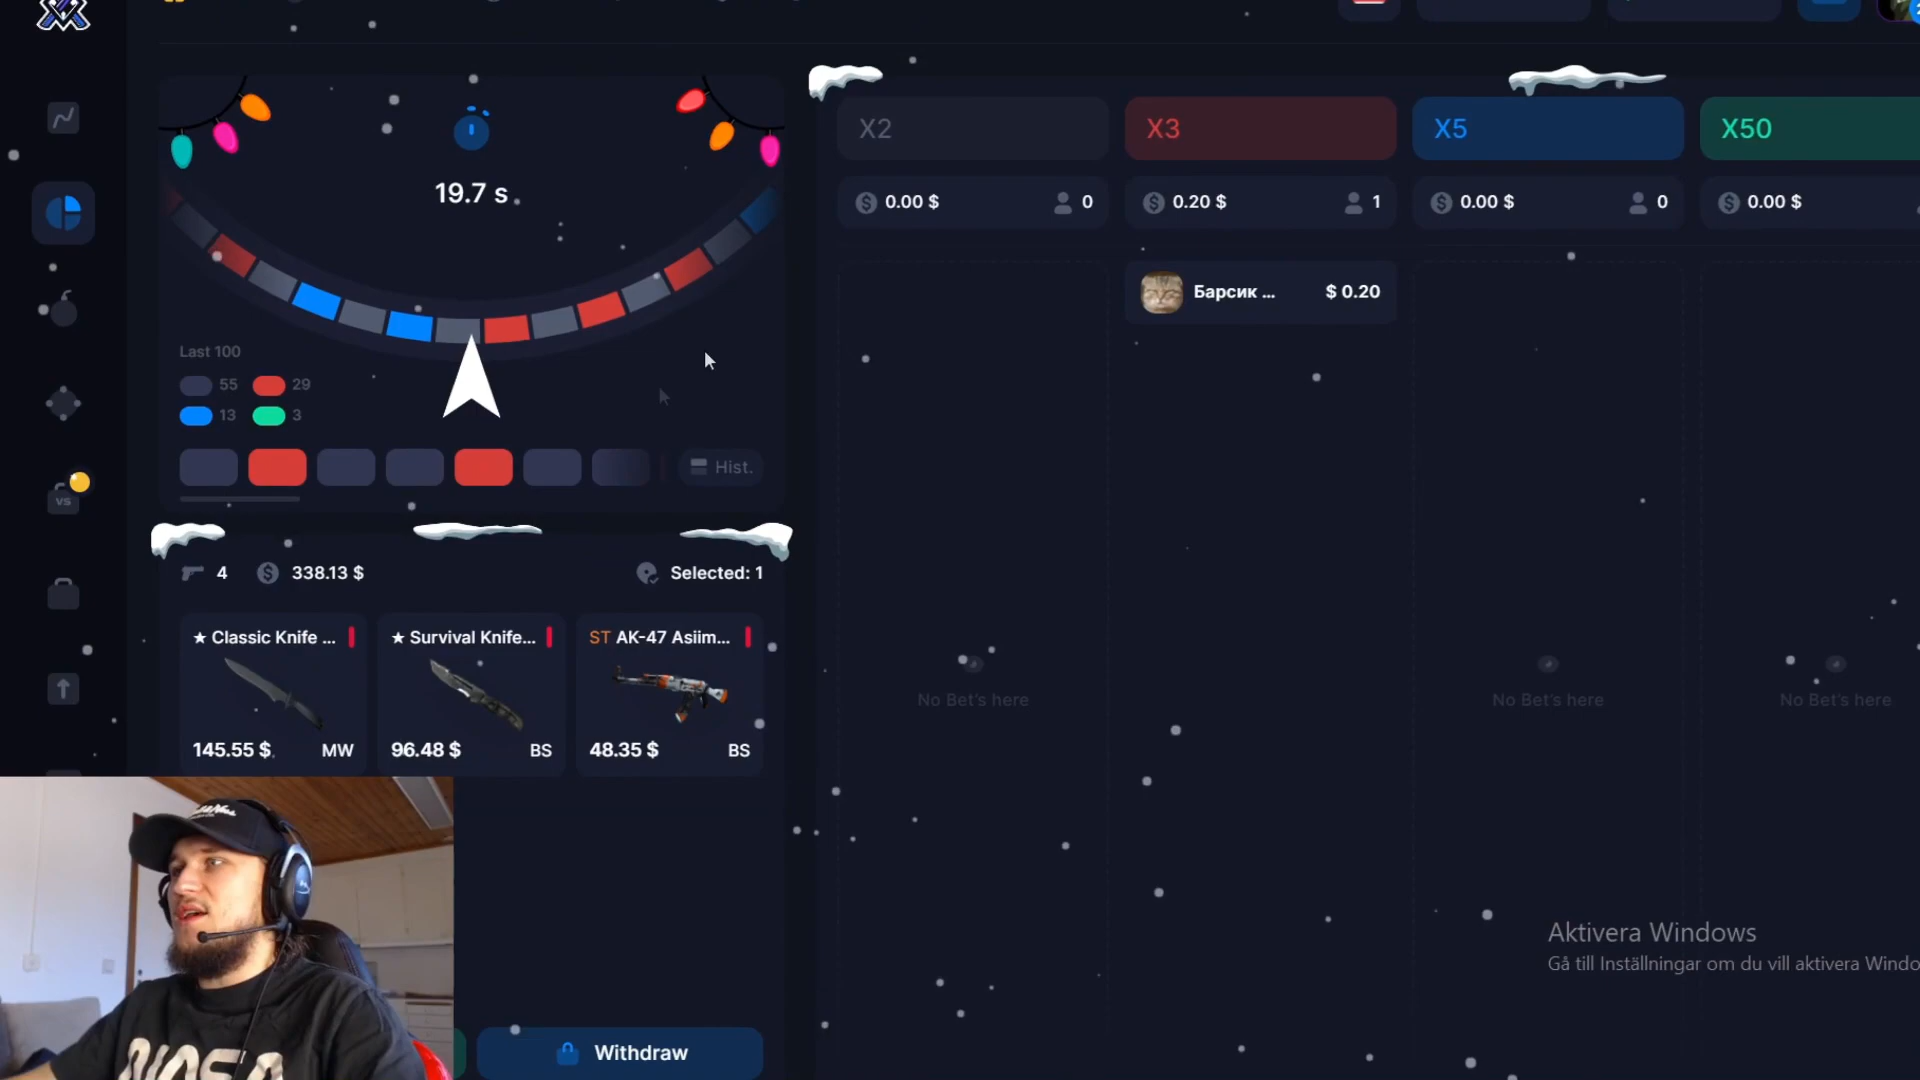 19.7 s
Last 100
55 29
13 3
Hist.
X2 X3 X5 X50
0.00 $ 0 0.20 $ 1 0.00 $ 0 0.00 $
Барсик ... $ 0.20
No Bet's here No Bet's here No Bet's here
4 338.13 $ Selected: 1
★ Classic Knife ... ★ Survival Knife... ST AK-47 Asiim...
145.55 $ MW 96.48 $ BS 48.35 $ BS
VS
Withdraw
Aktivera Windows
Gå till Inställningar om du vill aktivera Windo